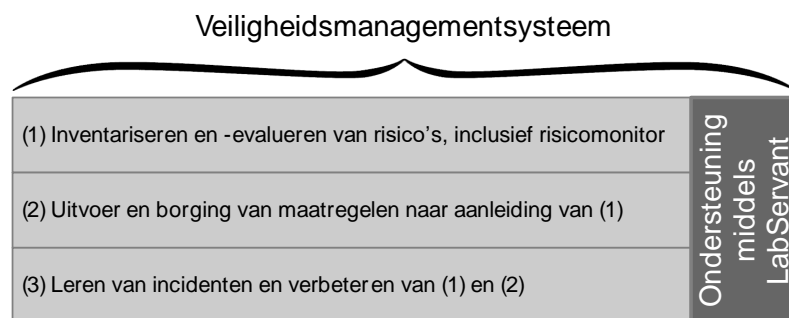 Veiligheidsmanagementsysteem
(1) Inventariseren en -evalueren van risico's, inclusief risicomonitor
(2) Uitvoer en borging van maatregelen naar aanleiding van (1)
(3) Leren van incidenten en verbeteren van (1) en (2)
Ondersteuning
middels
LabServant